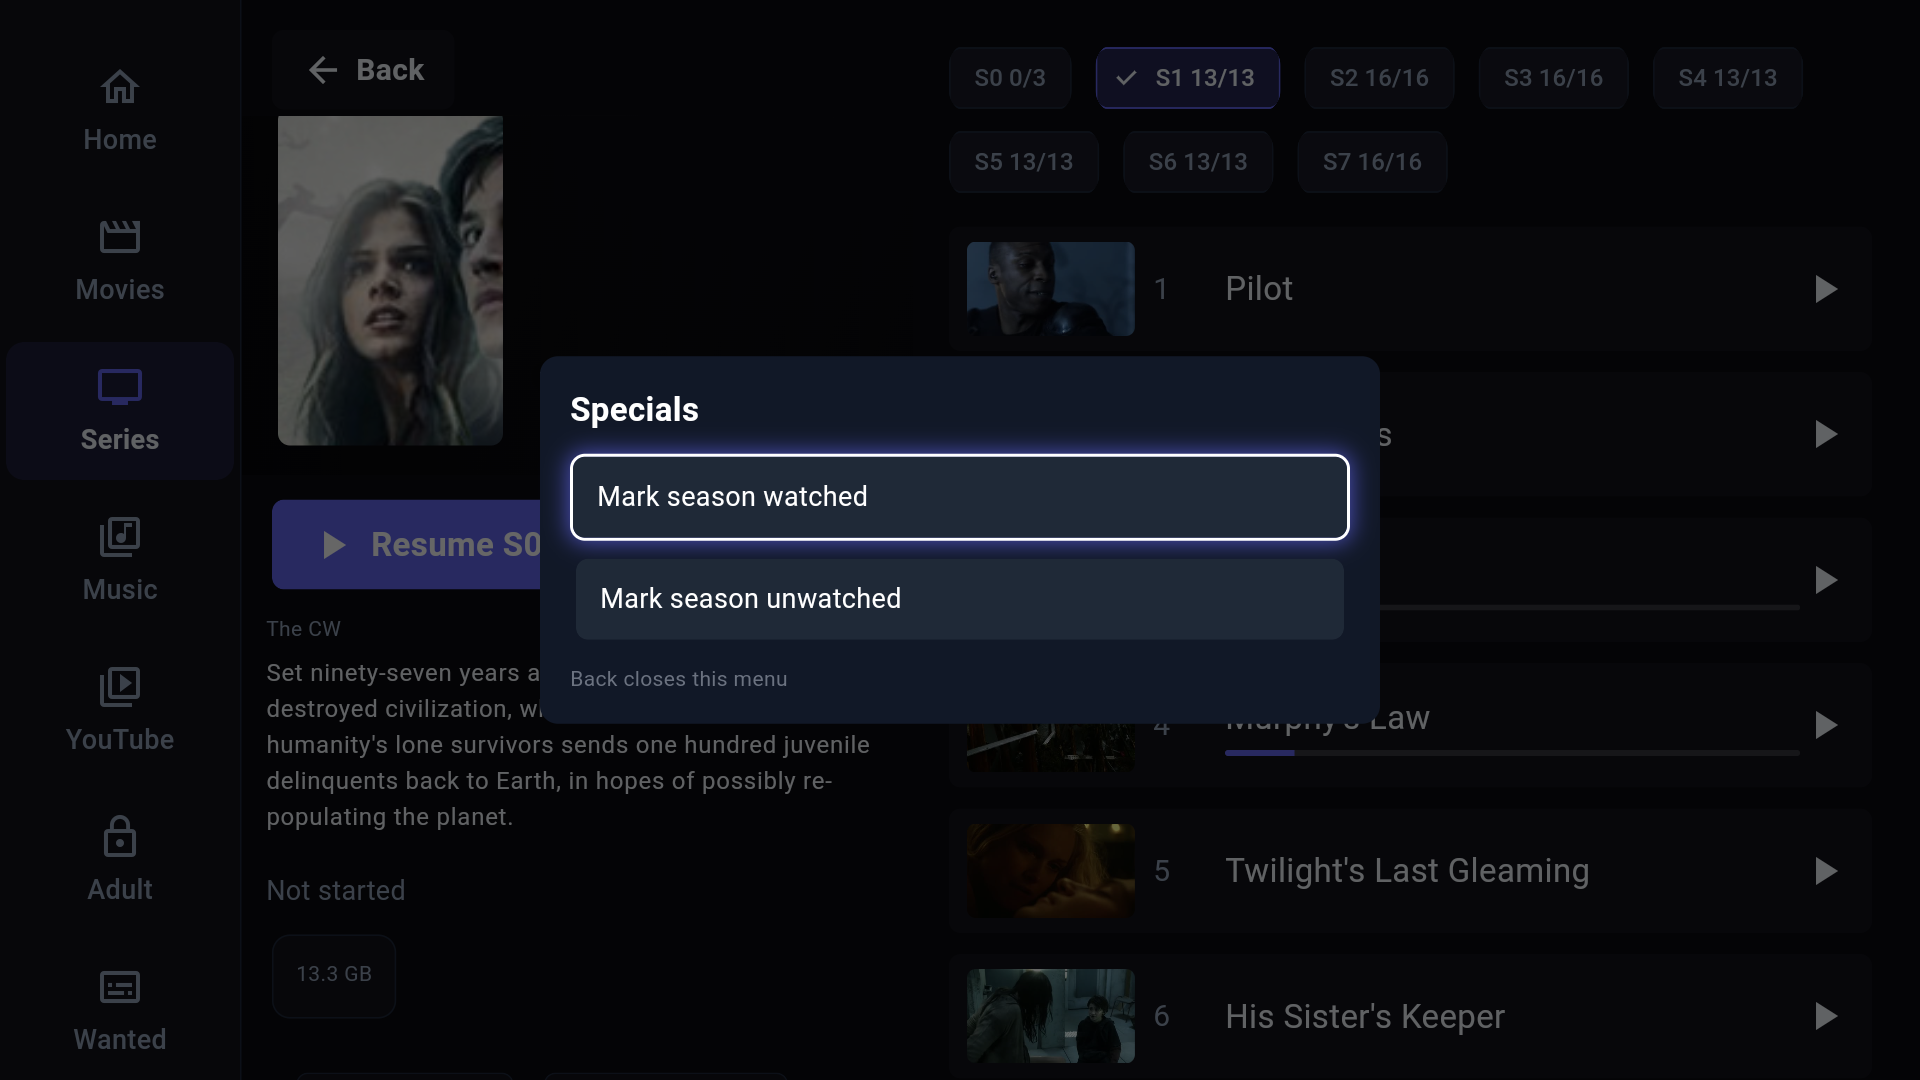 Home
Movies
Series
Music
YouTube
Adult
Wanted
Back
Resume S0
The CW
Set ninety-seven years a
destroyed civilization, w
humanity's lone survivors sends one hundred juvenile
delinquents back to Earth, in hopes of possibly re-
populating the planet.
Not started
13.3 GB
S0 0/3
S1 13/13
S2 16/16
S3 16/16
S4 13/13
S5 13/13
S6 13/13
S7 16/16
1 Pilot
s
4 Murphy's Law
5 Twilight's Last Gleaming
6 His Sister's Keeper
Specials
Mark season watched
Mark season unwatched
Back closes this menu